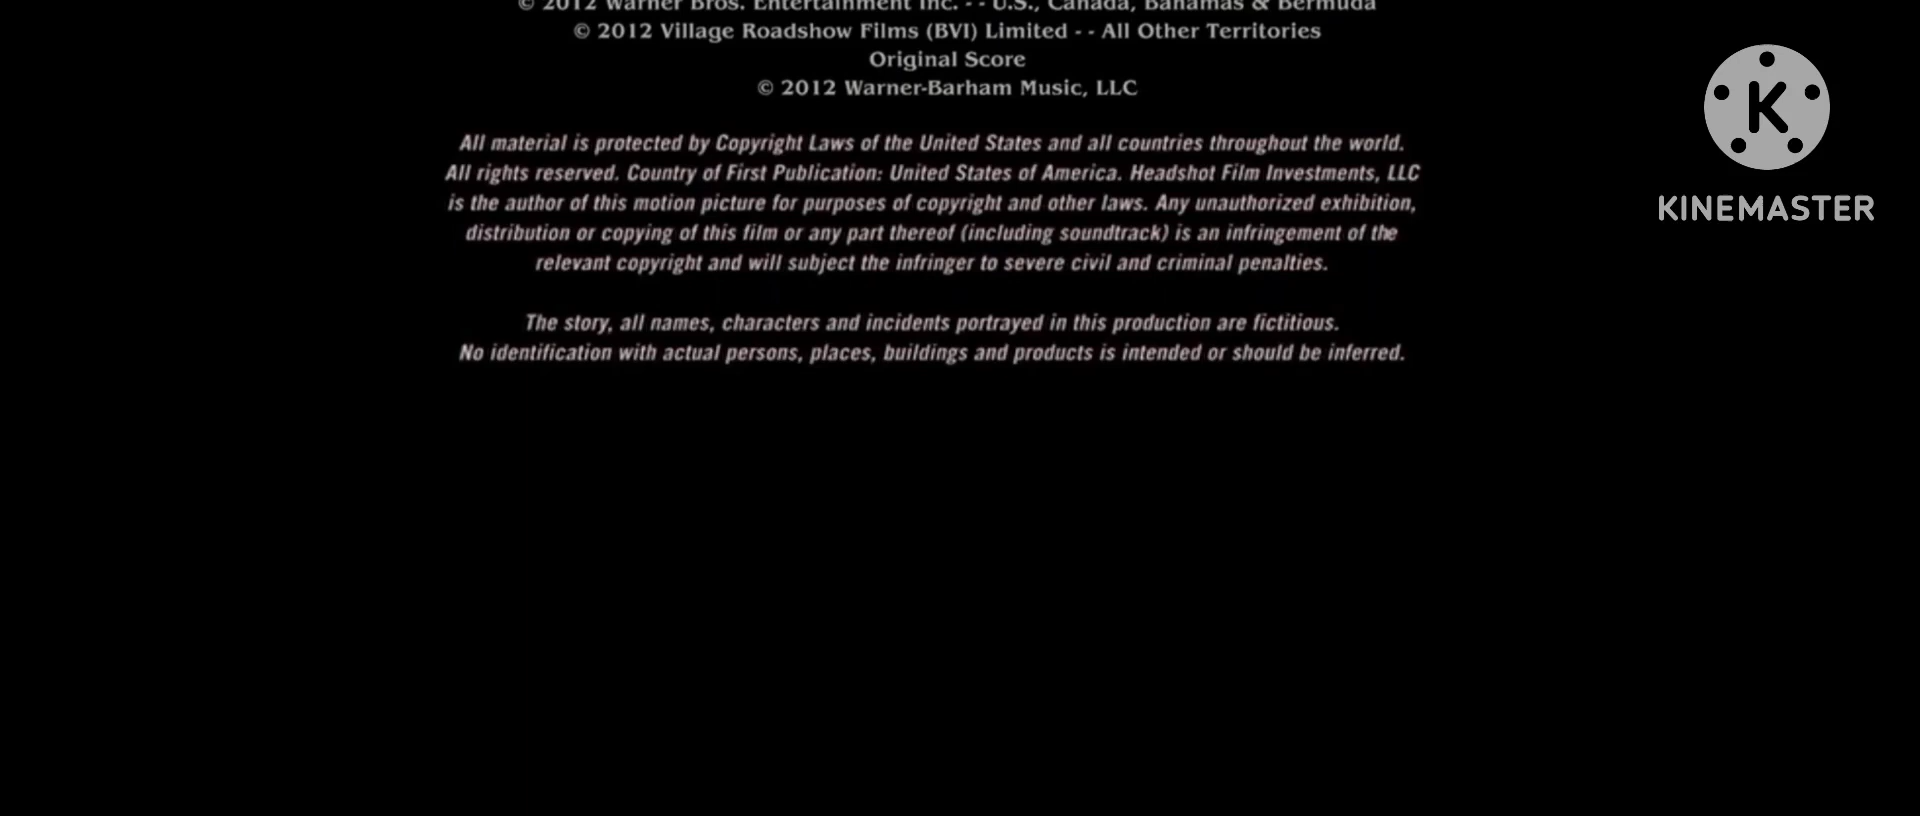 © 2012 Warner Bros. Entertainment Inc. - - U.S., Canada, Bahamas & Bermuda
© 2012 Village Roadshow Films (BVI) Limited - - All Other Territories
Original Score
© 2012 Warner-Barham Music, LLC
All material is protected by Copyright Laws of the United States and all countries throughout the world.
All rights reserved. Country of First Publication: United States of America. Headshot Film Investments, LLC
is the author of this motion picture for purposes of copyright and other laws. Any unauthorized exhibition,
distribution or copying of this film or any part thereof (including soundtrack) is an infringement of the
relevant copyright and will subject the infringer to severe civil and criminal penalties.
The story, all names, characters and incidents portrayed in this production are fictitious.
No identification with actual persons, places, buildings and products is intended or should be inferred.
K
KINEMASTER